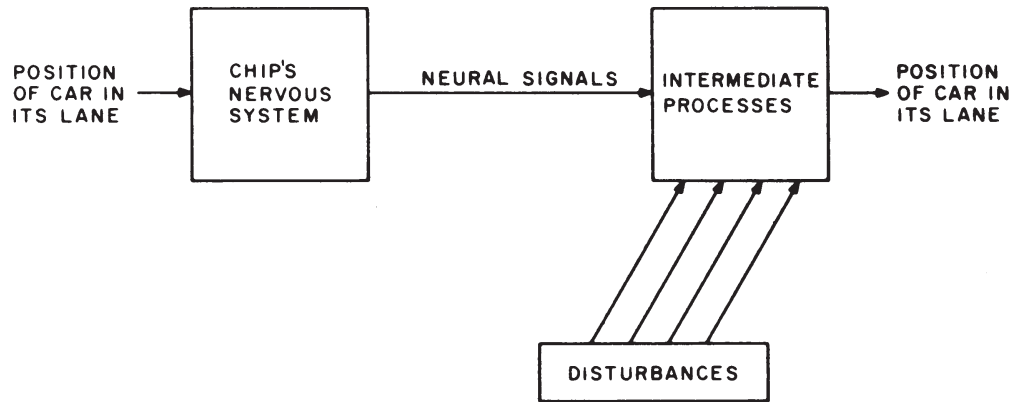 POSITION
OF CAR IN
ITS LANE
CHIP'S
NERVOUS
SYSTEM
NEURAL SIGNALS
INTERMEDIATE
PROCESSES
POSITION
OF CAR IN
ITS LANE
DISTURBANCES